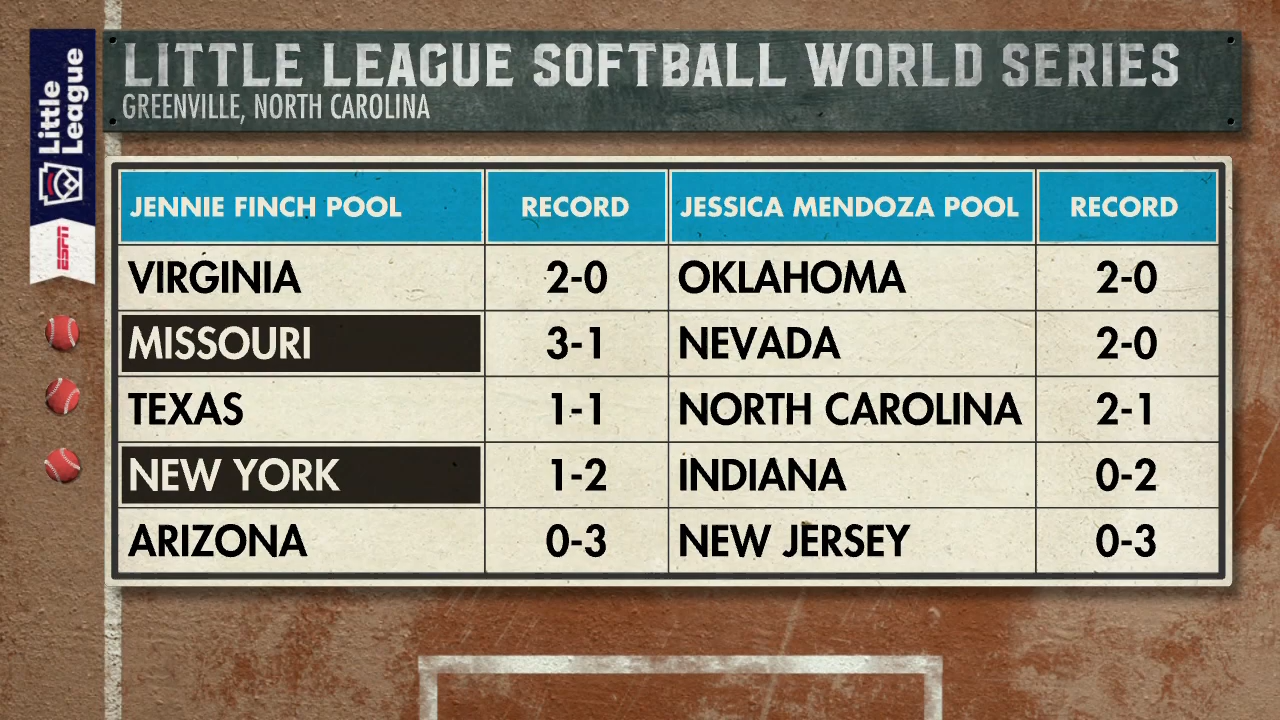 LITTLE LEAGUE SOFTBALL WORLD SERIES
GREENVILLE, NORTH CAROLINA
Little
League
ESPN
JENNIE FINCH POOL RECORD JESSICA MENDOZA POOL RECORD
VIRGINIA 2-0 OKLAHOMA 2-0
MISSOURI 3-1 NEVADA 2-0
TEXAS 1-1 NORTH CAROLINA 2-1
NEW YORK 1-2 INDIANA 0-2
ARIZONA 0-3 NEW JERSEY 0-3